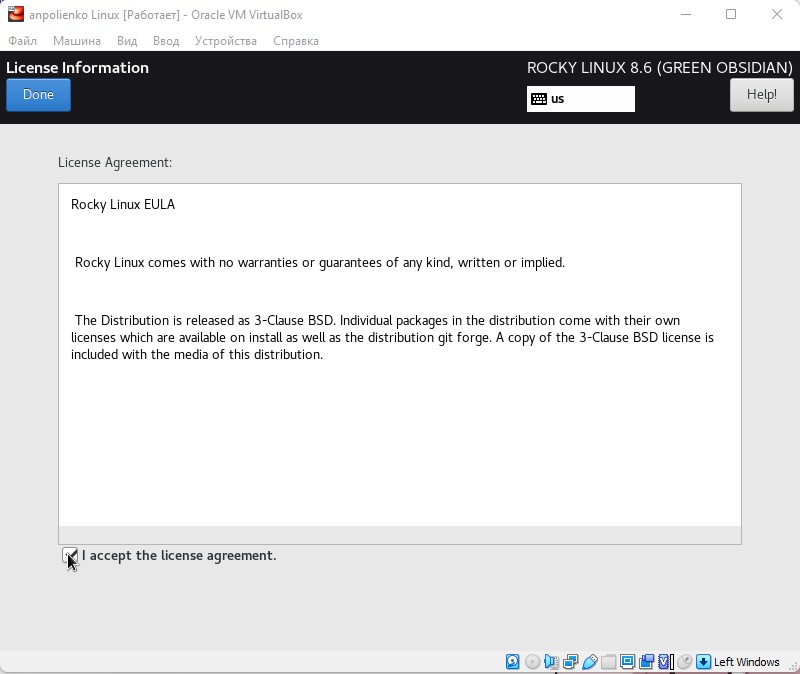 anpolienko Linux [Работает] - Oracle VM VirtualBox
Файл Машина Вид Ввод Устройства Справка
License Information
ROCKY LINUX 8.6 (GREEN OBSIDIAN)
Done
us
Help!
License Agreement:
Rocky Linux EULA
Rocky Linux comes with no warranties or guarantees of any kind, written or implied.
The Distribution is released as 3-Clause BSD. Individual packages in the distribution come with their own
licenses which are available on install as well as the distribution git forge. A copy of the 3-Clause BSD license is
included with the media of this distribution.
I accept the license agreement.
Left Windows